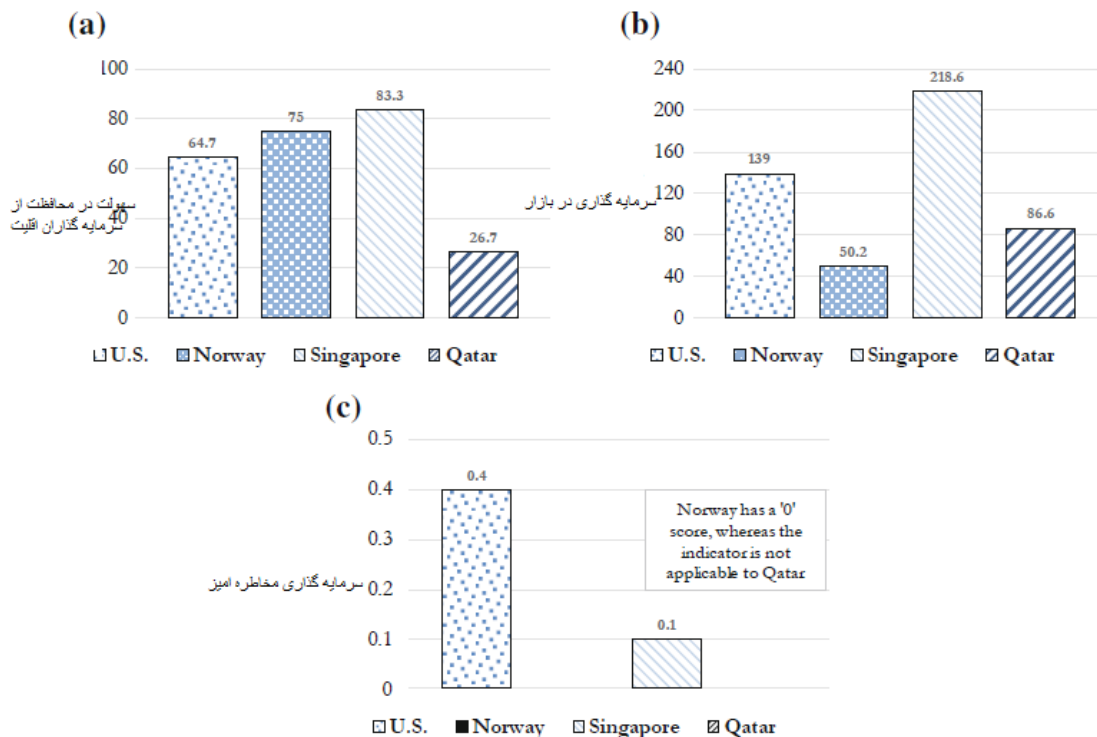 (a)
100
80
60
40
20
0
64.7
75
83.3
26.7
سهولت در محافظت از
سرمایه گذاران اقلیت
U.S. Norway Singapore Qatar
(b)
240
200
160
120
80
40
0
139
50.2
218.6
86.6
سرمایه گذاری در بازار
U.S. Norway Singapore Qatar
(c)
0.5
0.4
0.3
0.2
0.1
0
0.4
0.1
سرمایه گذاری مخاطره امیز
Norway has a '0'
score, whereas the
indicator is not
applicable to Qatar
U.S. Norway Singapore Qatar